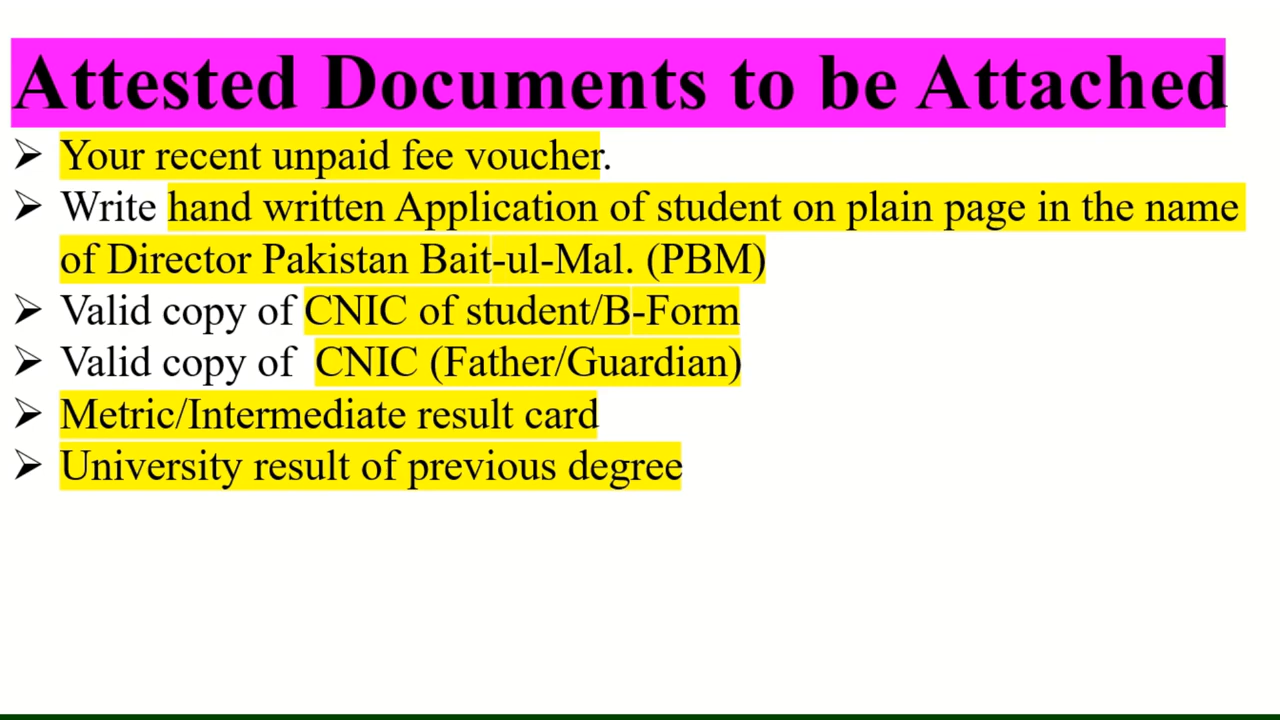 Attested Documents to be Attached
➢ Your recent unpaid fee voucher.
➢ Write hand written Application of student on plain page in the name
of Director Pakistan Bait-ul-Mal. (PBM)
➢ Valid copy of CNIC of student/B-Form
➢ Valid copy of CNIC (Father/Guardian)
➢ Metric/Intermediate result card
➢ University result of previous degree